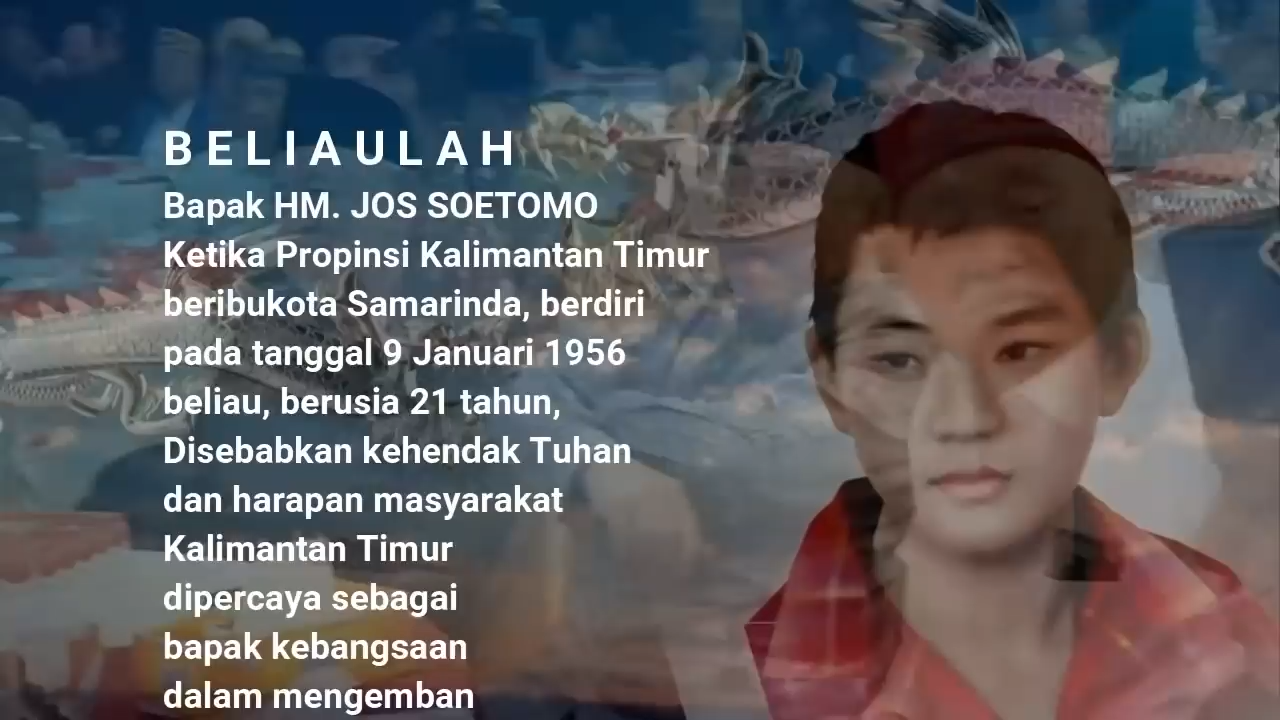 BELIAULAH
Bapak HM. JOS SOETOMO
Ketika Propinsi Kalimantan Timur
beribukota Samarinda, berdiri
pada tanggal 9 Januari 1956
beliau, berusia 21 tahun,
Disebabkan kehendak Tuhan
dan harapan masyarakat
Kalimantan Timur
dipercaya sebagai
bapak kebangsaan
dalam mengemban